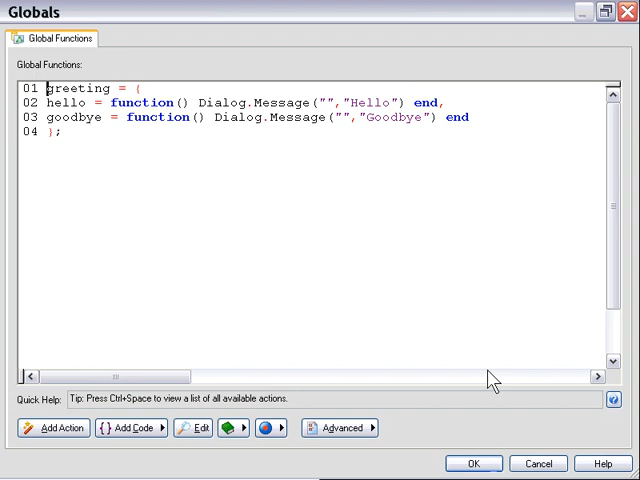 Globals
Global Functions
Global Functions:
01 greeting = {
02 hello = function() Dialog.Message("","Hello") end,
03 goodbye = function() Dialog.Message("","Goodbye") end
04 };
Quick Help: Tip: Press Ctrl+Space to view a list of all available actions.
Add Action { } Add Code Edit Advanced
OK Cancel Help